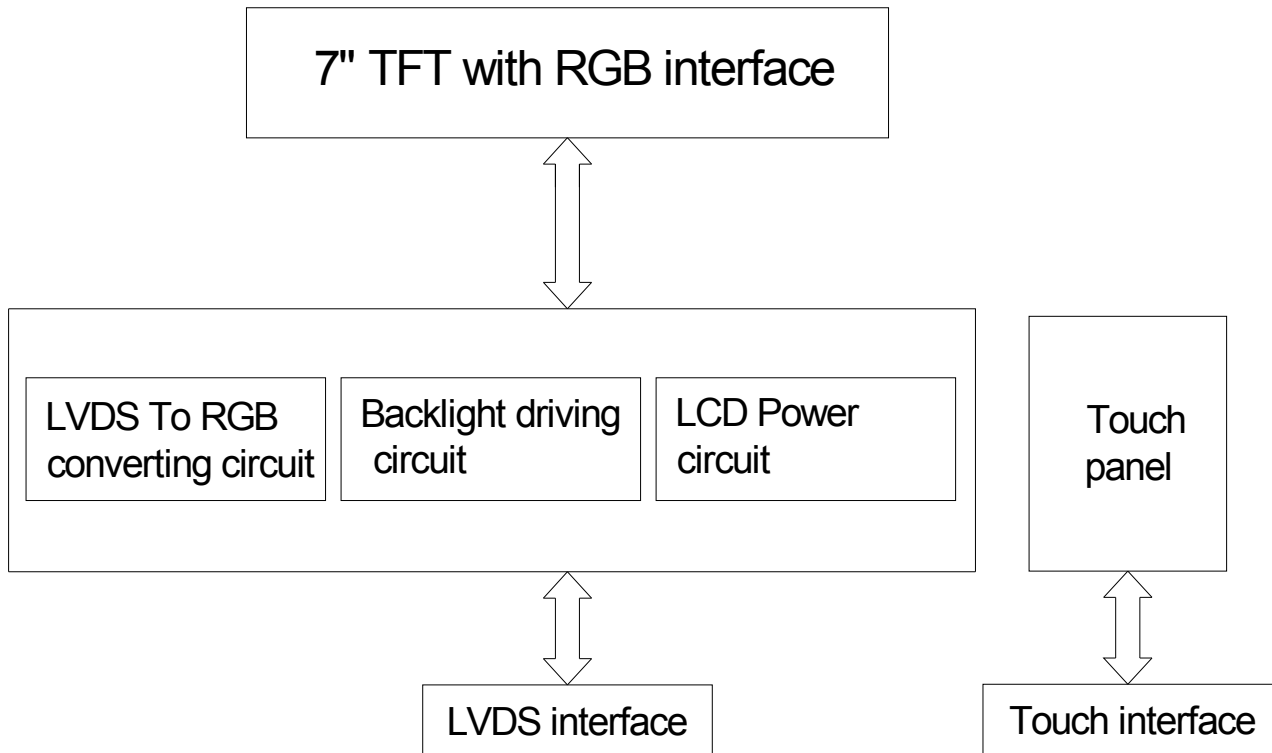 7" TFT with RGB interface
LVDS To RGB
converting circuit
Backlight driving
circuit
LCD Power
circuit
Touch
panel
LVDS interface
Touch interface